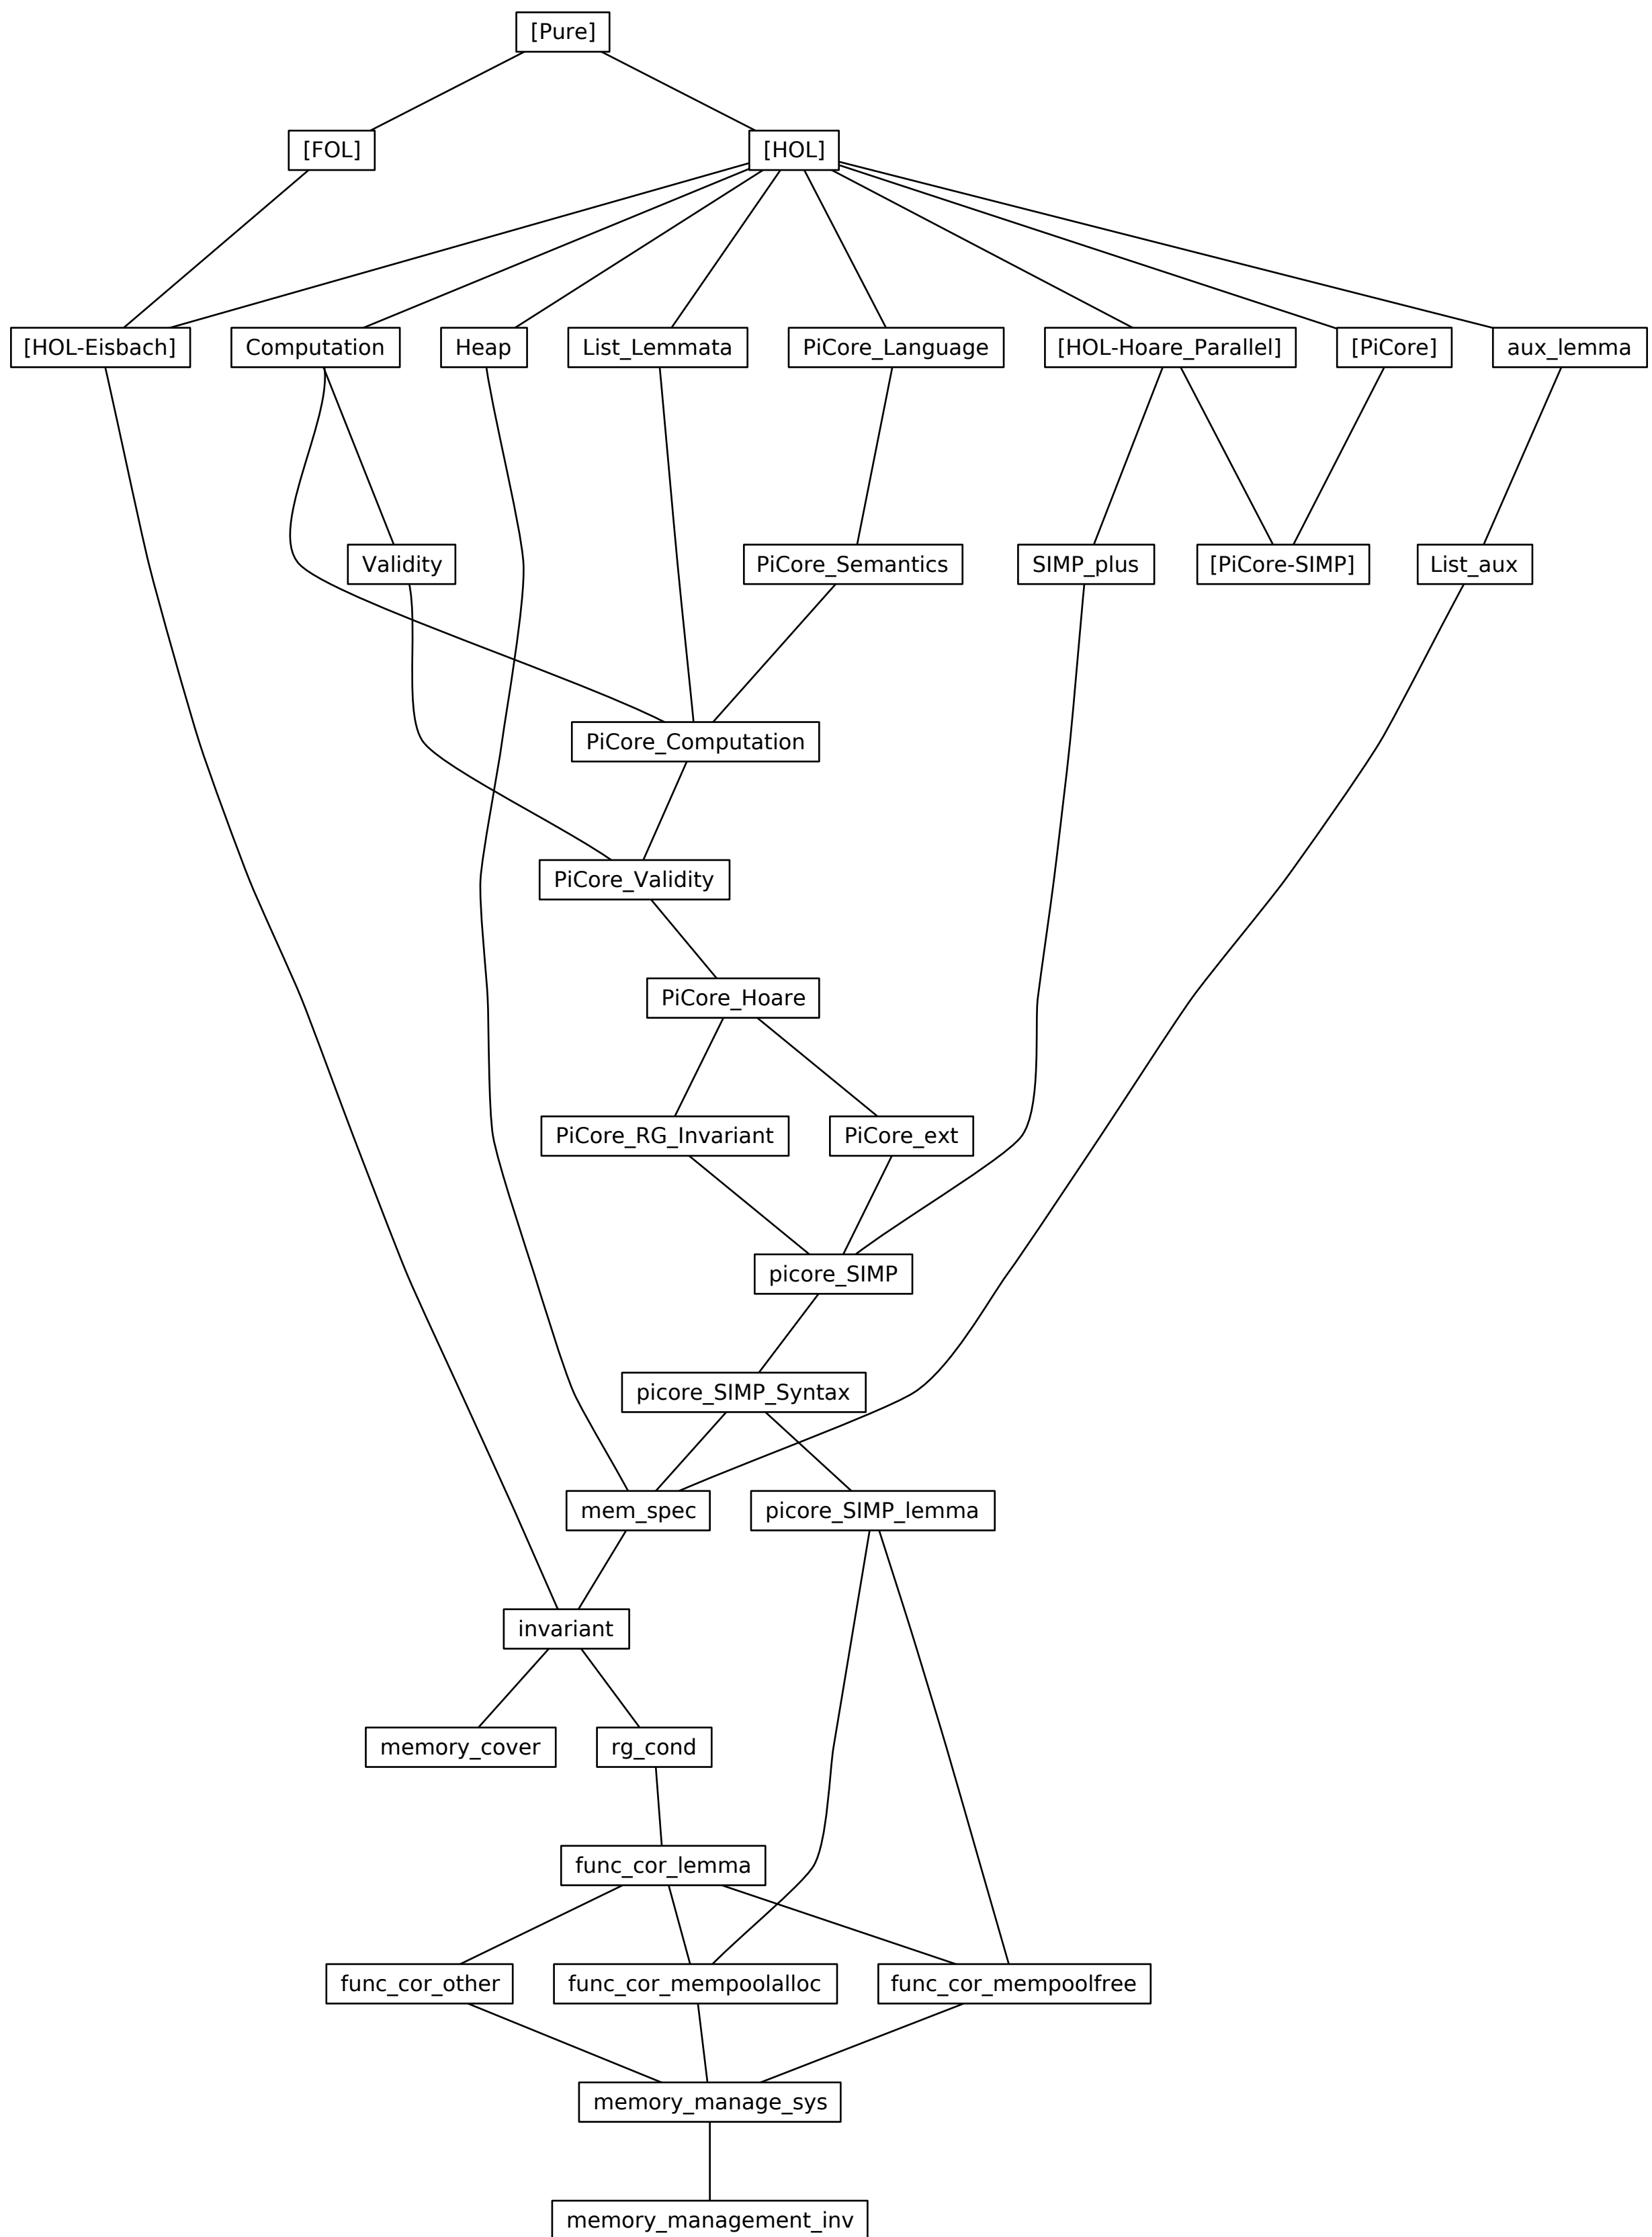 [Pure]
[FOL]
[HOL]
[HOL-Eisbach]
Computation
Heap
List_Lemmata
PiCore_Language
[HOL-Hoare_Parallel]
[PiCore]
aux_lemma
Validity
PiCore_Semantics
SIMP_plus
[PiCore-SIMP]
List_aux
PiCore_Computation
PiCore_Validity
PiCore_Hoare
PiCore_RG_Invariant
PiCore_ext
picore_SIMP
picore_SIMP_Syntax
mem_spec
picore_SIMP_lemma
invariant
memory_cover
rg_cond
func_cor_lemma
func_cor_other
func_cor_mempoolalloc
func_cor_mempoolfree
memory_manage_sys
memory_management_inv